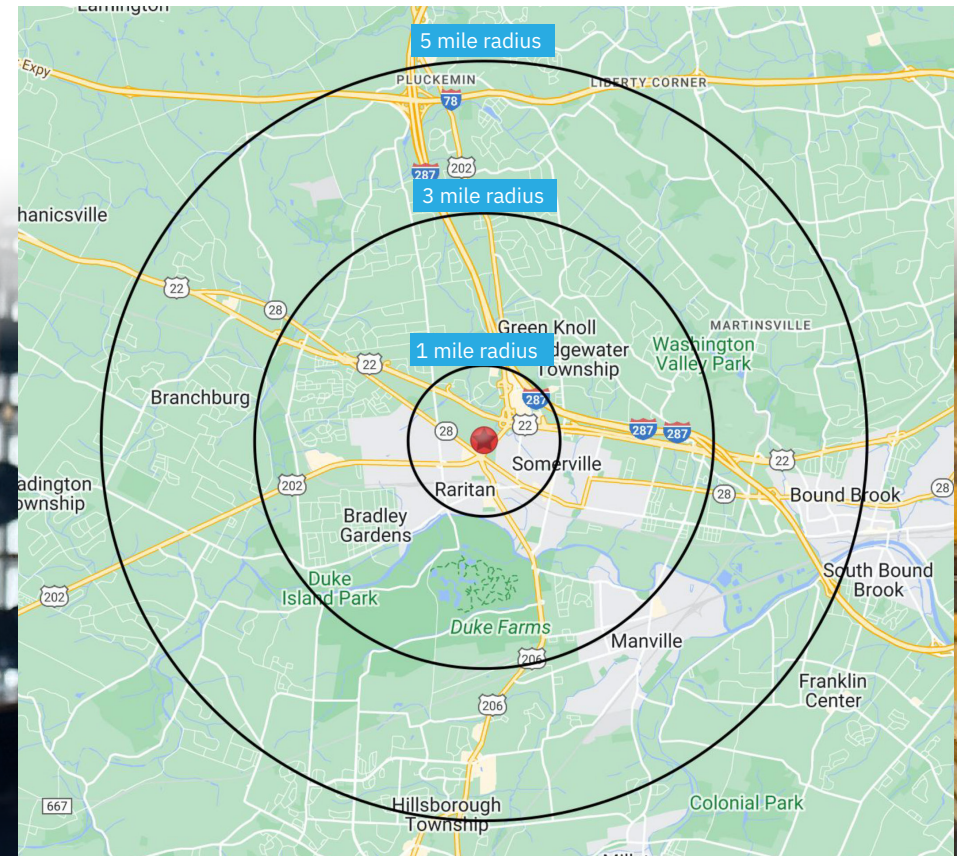 Lamington
5 mile radius
Expy
PLUCKEMIN
LIBERTY CORNER
78
202
287
3 mile radius
hanicsville
22
28
Green Knoll
MARTINSVILLE
1 mile radius
dgewater
Township
Washington
Valley Park
22
Branchburg
287
28
22
287
287
22
Somerville
adington
ownship
202
Raritan
28
Bound Brook
28
Bradley
Gardens
South Bound
Brook
Duke
Island Park
202
Duke Farms
Manville
206
Franklin
Center
206
667
Hillsborough
Township
Colonial Park